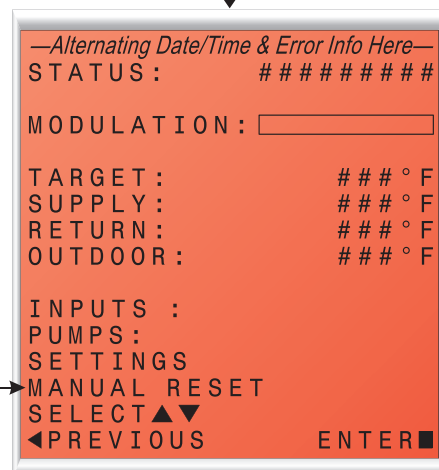 —Alternating Date/Time & Error Info Here—
STATUS: #########
MODULATION:
TARGET: ###°F
SUPPLY: ###°F
RETURN: ###°F
OUTDOOR: ###°F
INPUTS :
PUMPS:
SETTINGS
MANUAL RESET
SELECT▲▼
◀PREVIOUS ENTER■